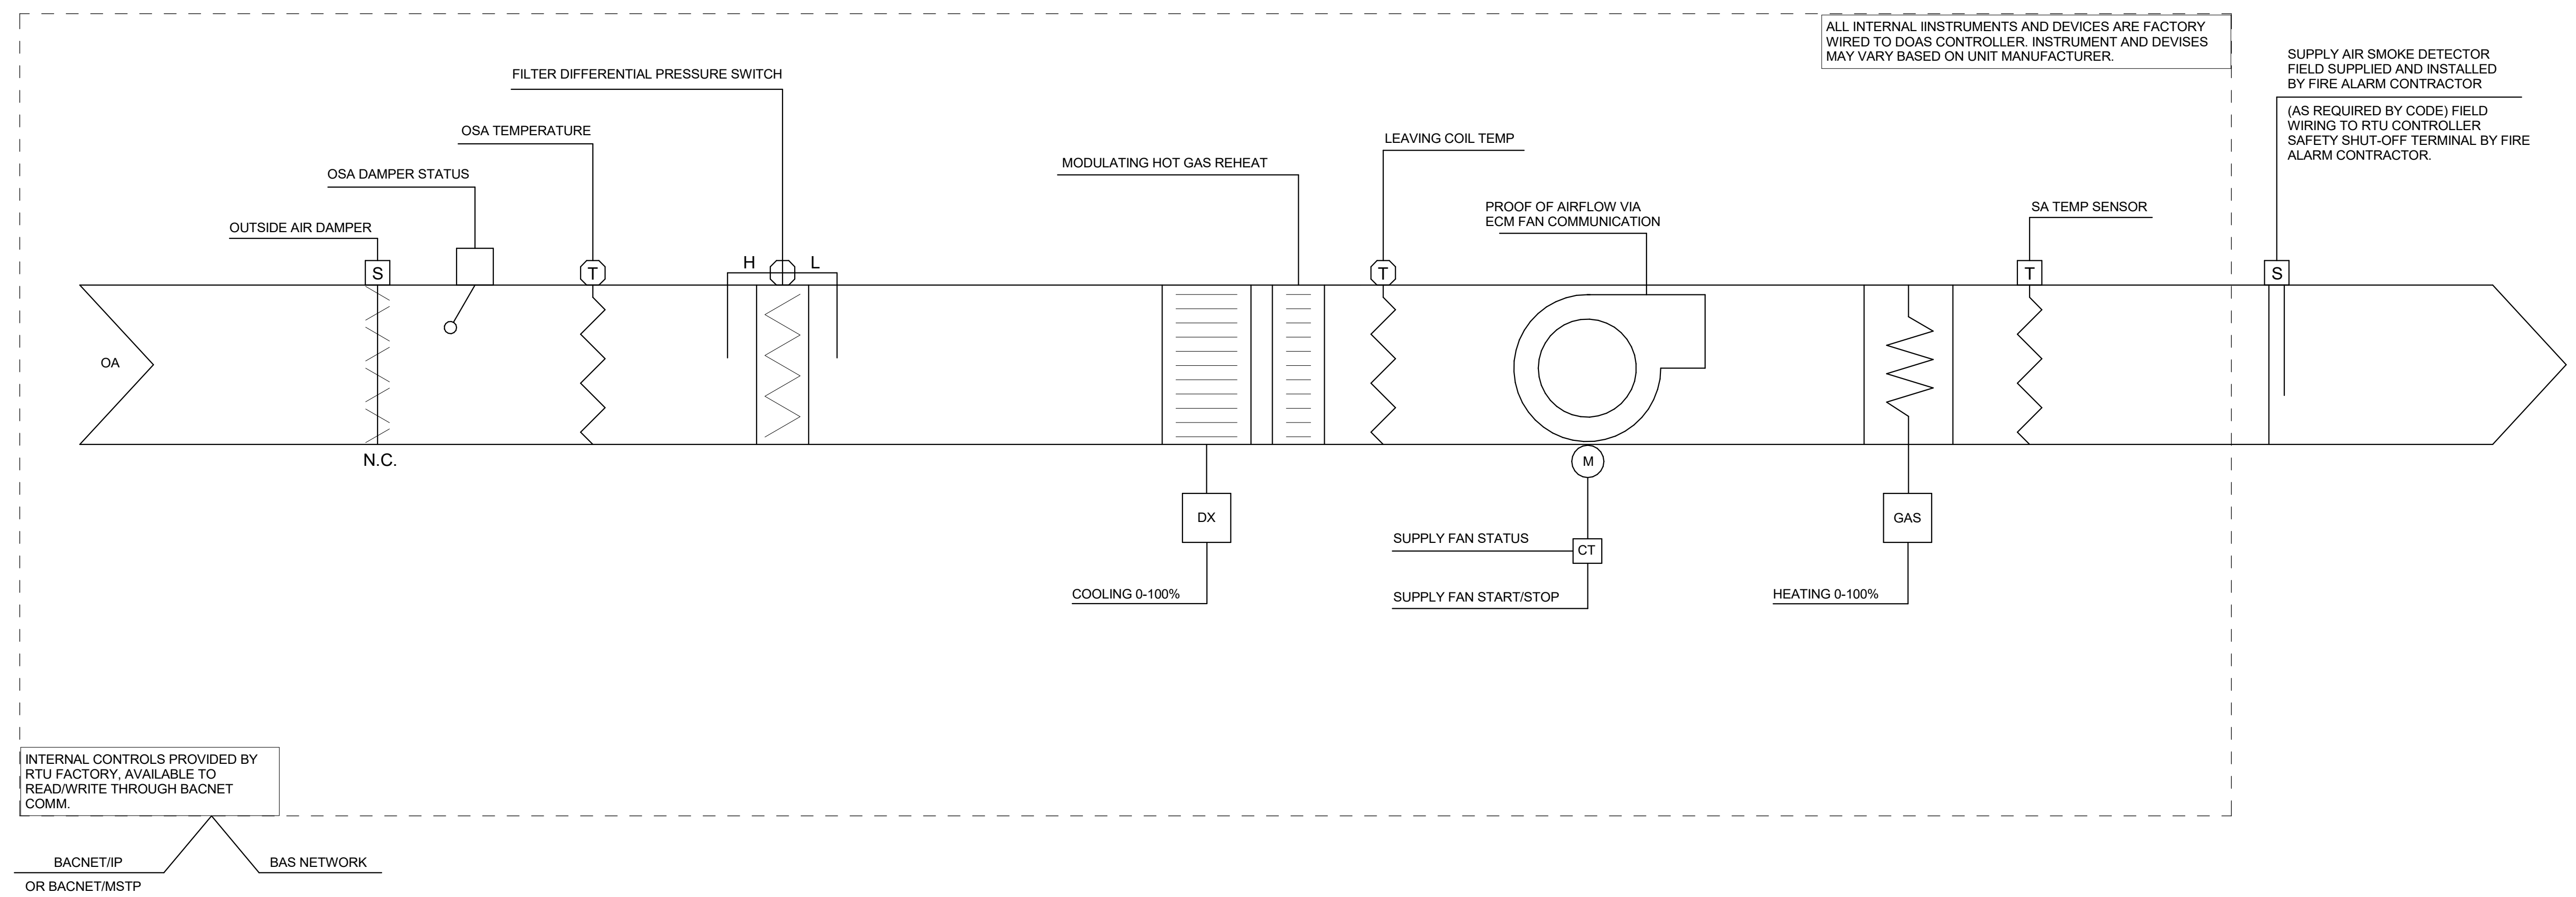 ALL INTERNAL IINSTRUMENTS AND DEVICES ARE FACTORY
WIRED TO DOAS CONTROLLER. INSTRUMENT AND DEVISES
MAY VARY BASED ON UNIT MANUFACTURER.
SUPPLY AIR SMOKE DETECTOR
FIELD SUPPLIED AND INSTALLED
BY FIRE ALARM CONTRACTOR
(AS REQUIRED BY CODE) FIELD
WIRING TO RTU CONTROLLER
SAFETY SHUT-OFF TERMINAL BY FIRE
ALARM CONTRACTOR.
FILTER DIFFERENTIAL PRESSURE SWITCH
OSA TEMPERATURE
OSA DAMPER STATUS
OUTSIDE AIR DAMPER
MODULATING HOT GAS REHEAT
LEAVING COIL TEMP
PROOF OF AIRFLOW VIA
ECM FAN COMMUNICATION
SA TEMP SENSOR
S
T
H
L
T
T
S
OA
N.C.
M
DX
GAS
CT
SUPPLY FAN STATUS
COOLING 0-100%
SUPPLY FAN START/STOP
HEATING 0-100%
INTERNAL CONTROLS PROVIDED BY
RTU FACTORY, AVAILABLE TO
READ/WRITE THROUGH BACNET
COMM.
BACNET/IP
OR BACNET/MSTP
BAS NETWORK